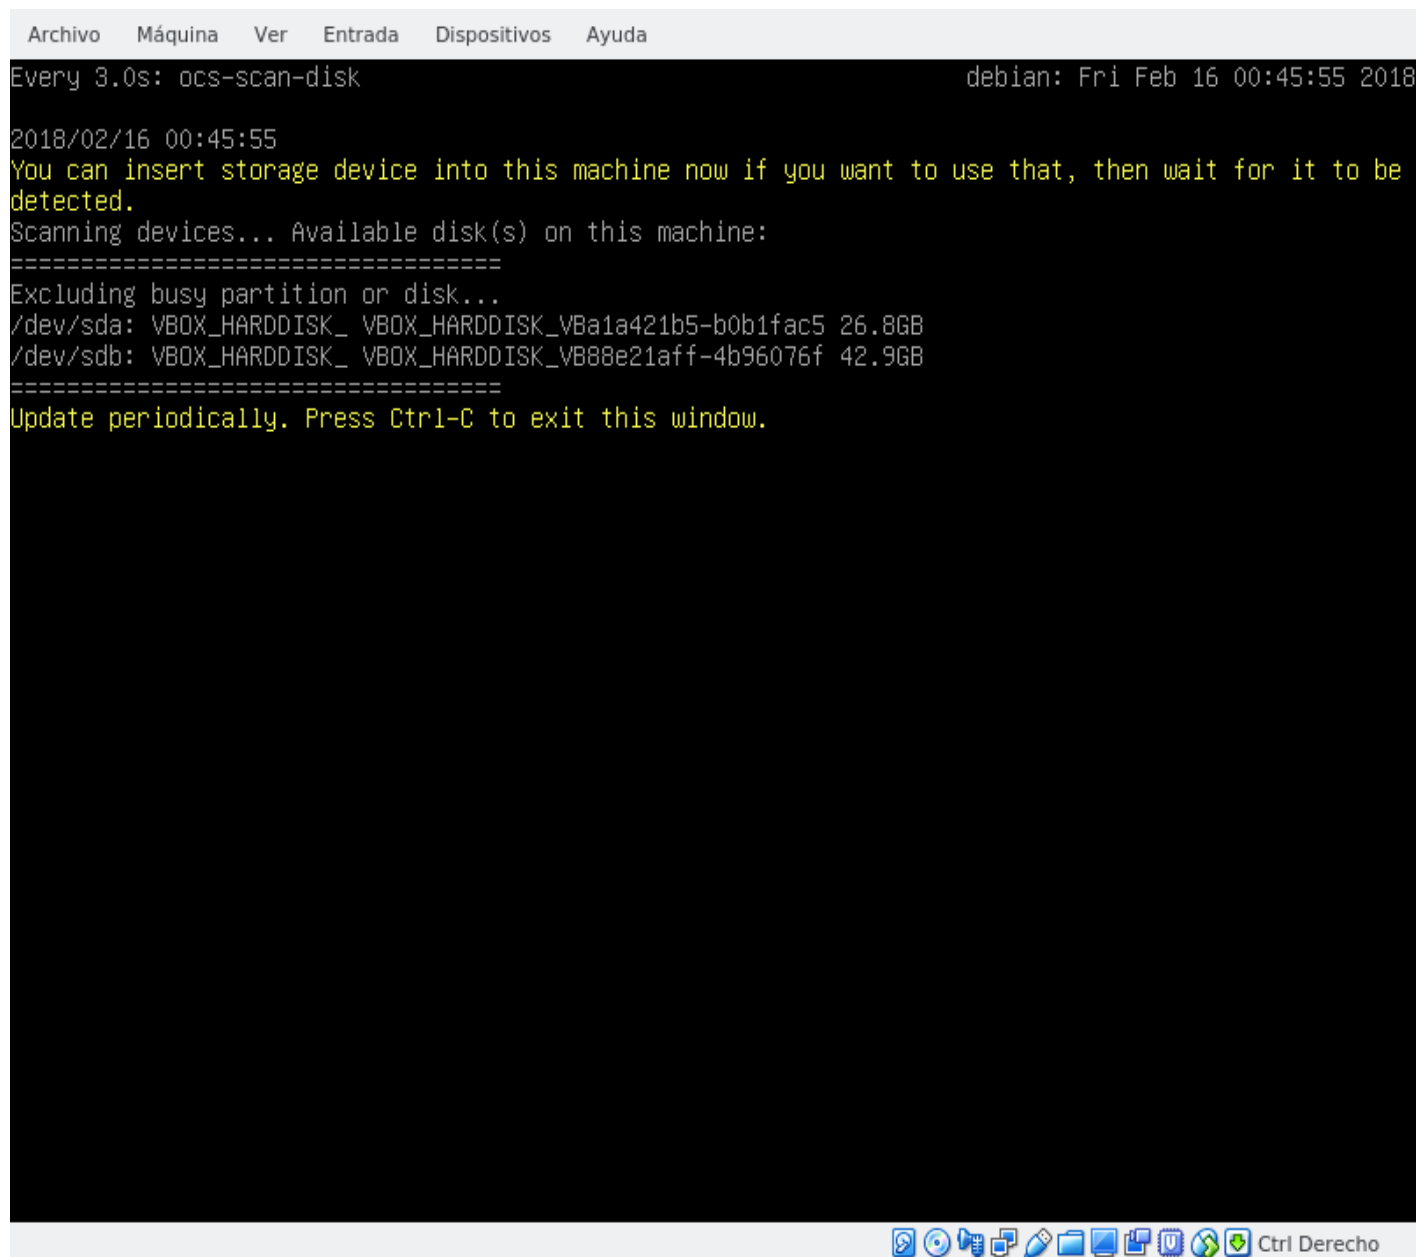 Archivo Máquina Ver Entrada Dispositivos Ayuda
Every 3.0s: ocs-scan-disk debian: Fri Feb 16 00:45:55 2018
2018/02/16 00:45:55
You can insert storage device into this machine now if you want to use that, then wait for it to be
detected.
Scanning devices... Available disk(s) on this machine:
===================================
Excluding busy partition or disk...
/dev/sda: VBOX_HARDDISK_ VBOX_HARDDISK_VBa1a421b5-b0b1fac5 26.8GB
/dev/sdb: VBOX_HARDDISK_ VBOX_HARDDISK_VB88e21aff-4b96076f 42.9GB
===================================
Update periodically. Press Ctrl-C to exit this window.
Ctrl Derecho